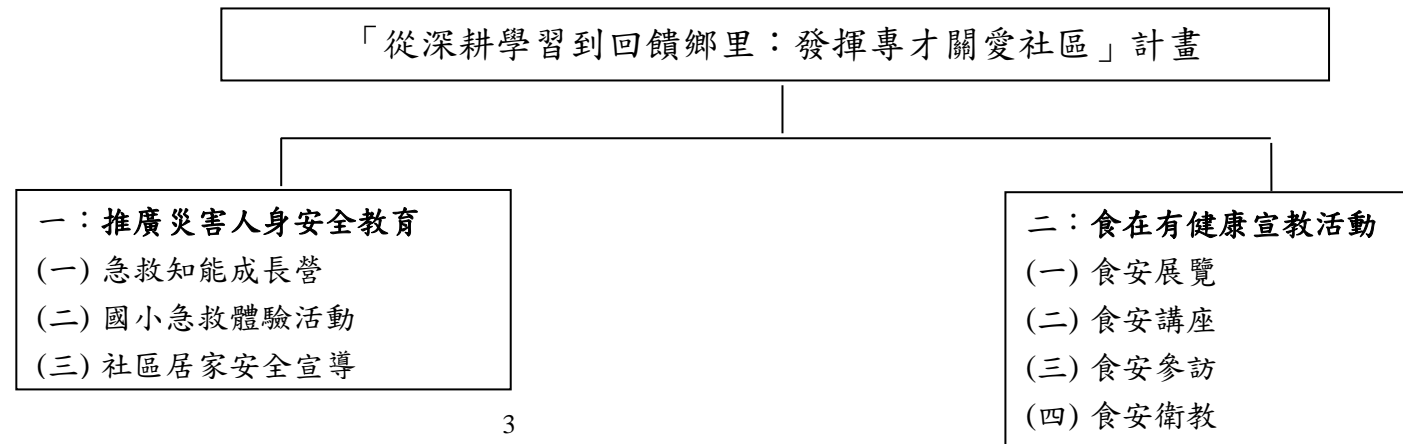 「從深耕學習到回饋鄉里：發揮專才關愛社區」計畫
一：推廣災害人身安全教育
(一) 急救知能成長營
(二) 國小急救體驗活動
(三) 社區居家安全宣導
二：食在有健康宣教活動
(一) 食安展覽
(二) 食安講座
(三) 食安參訪
(四) 食安衛教
3